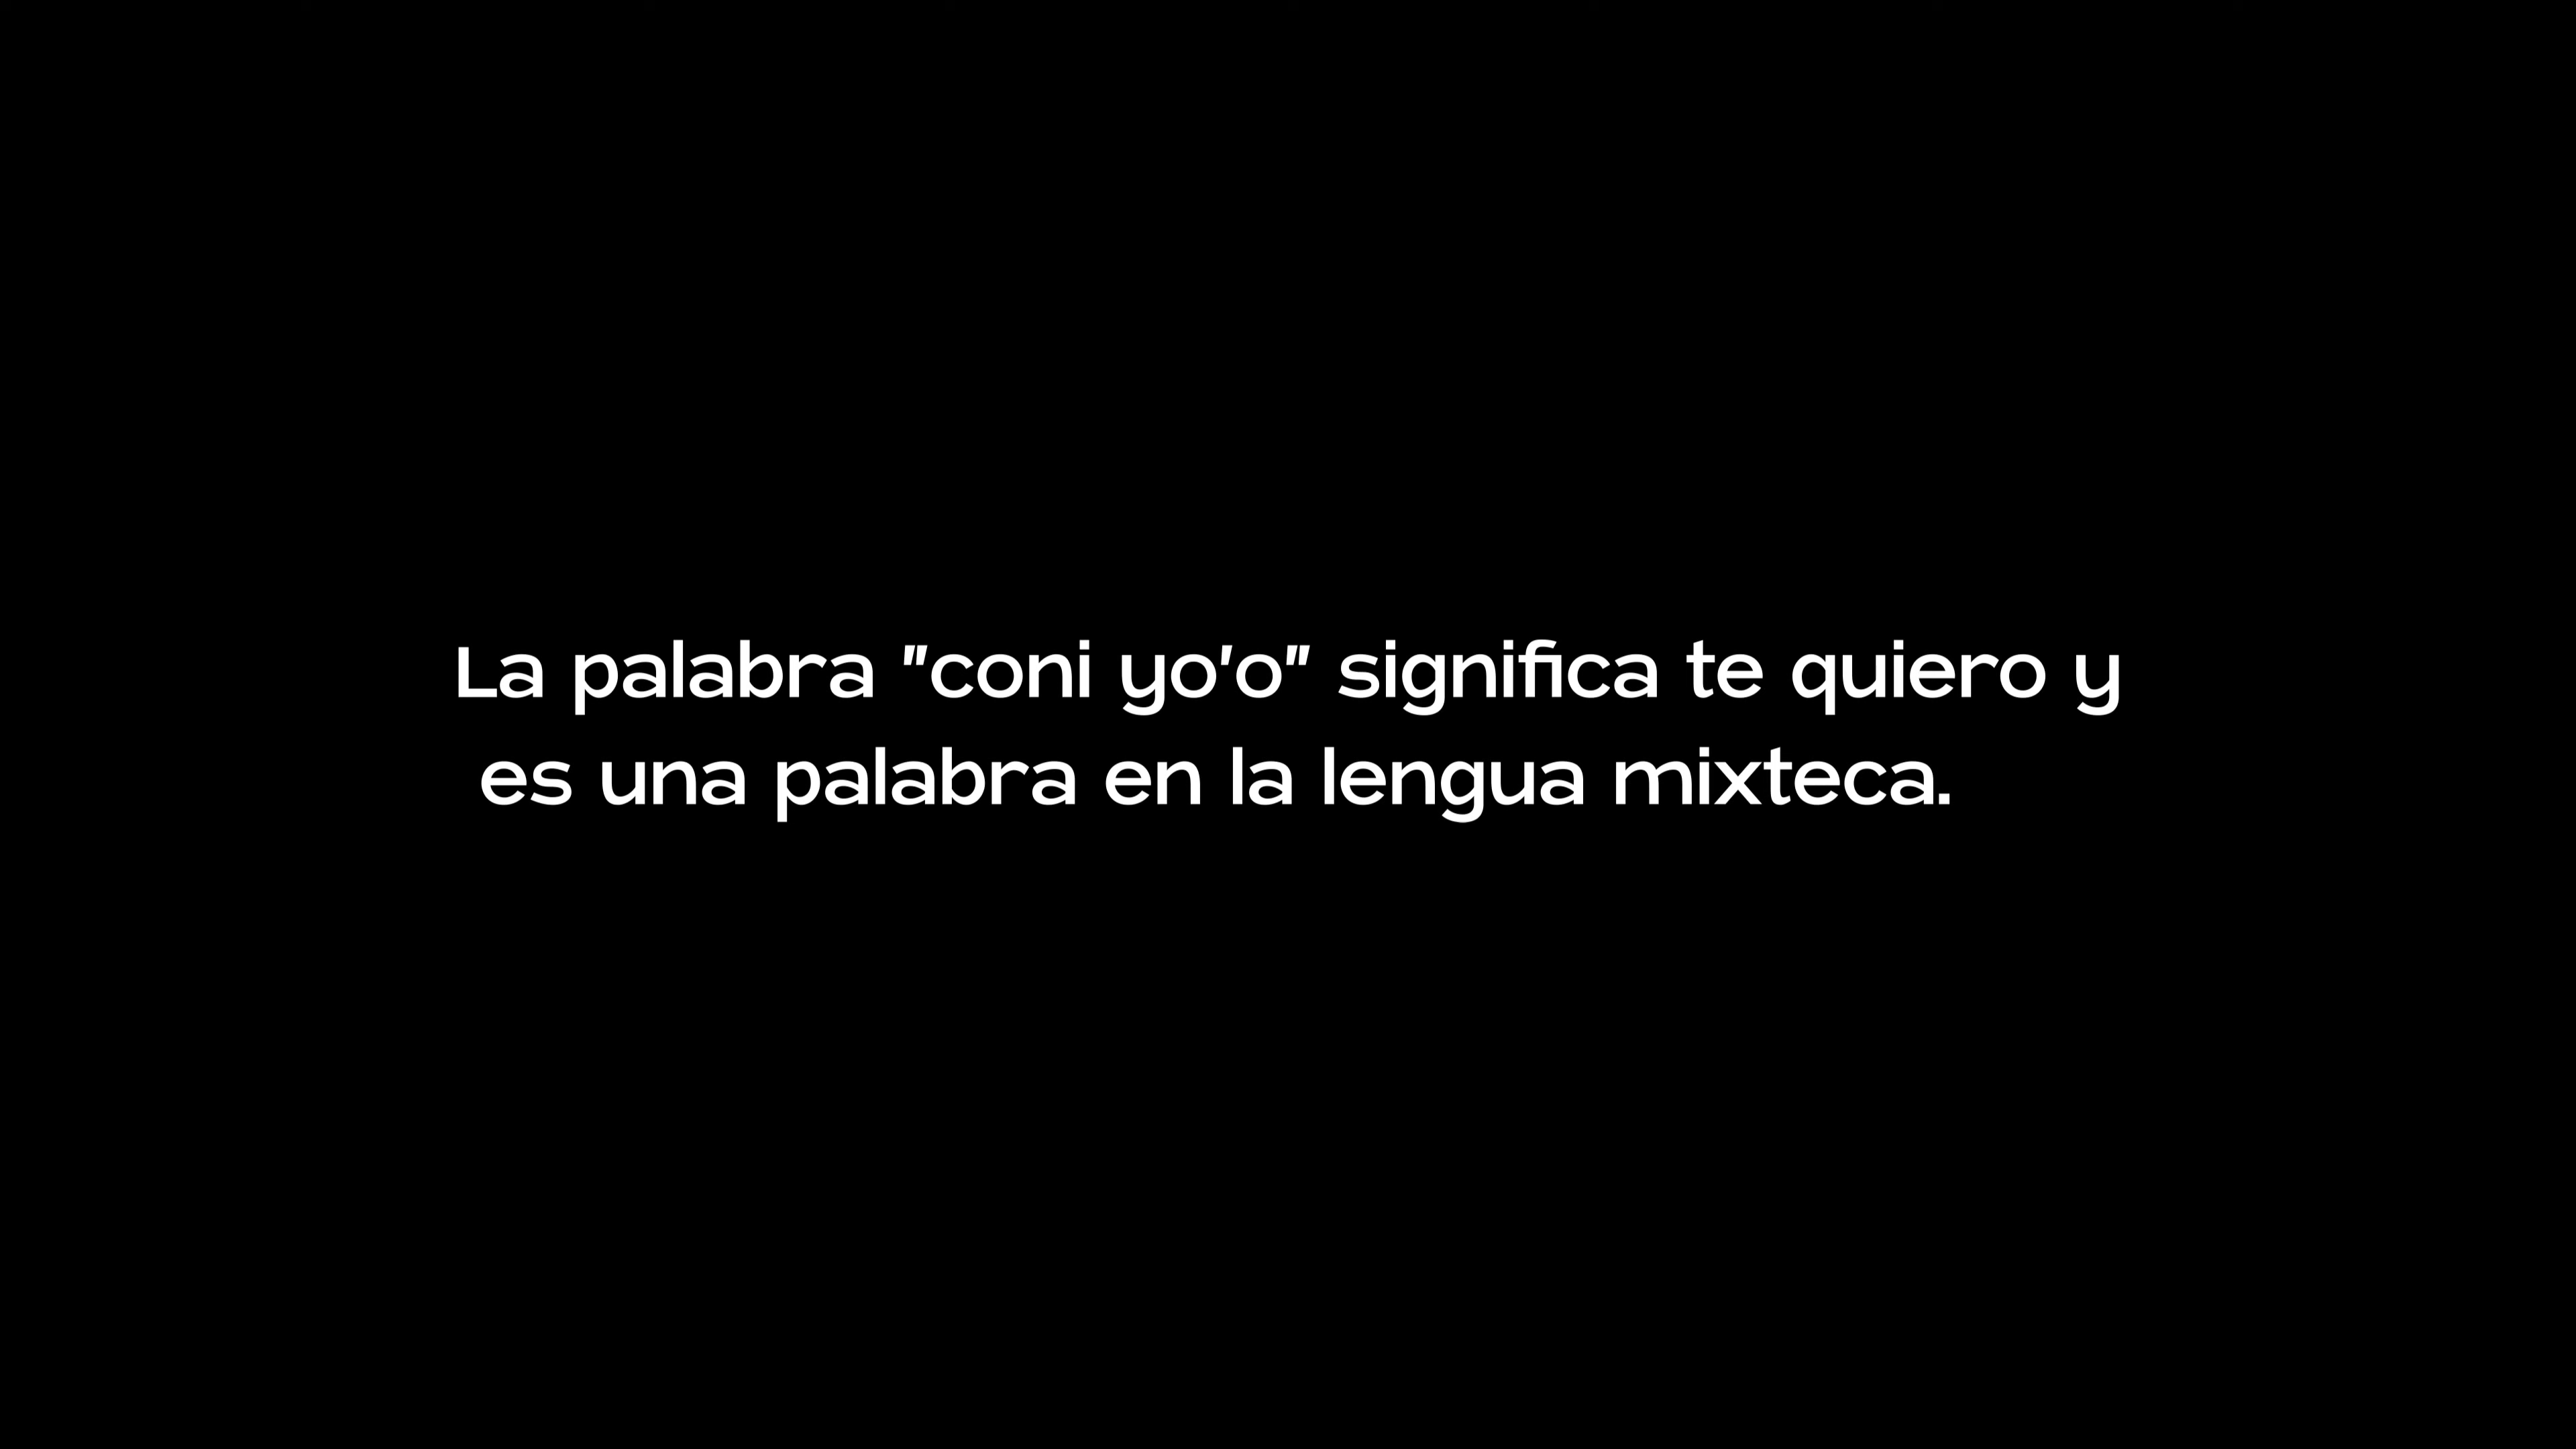 La palabra "coni yo'o" significa te quiero y
es una palabra en la lengua mixteca.